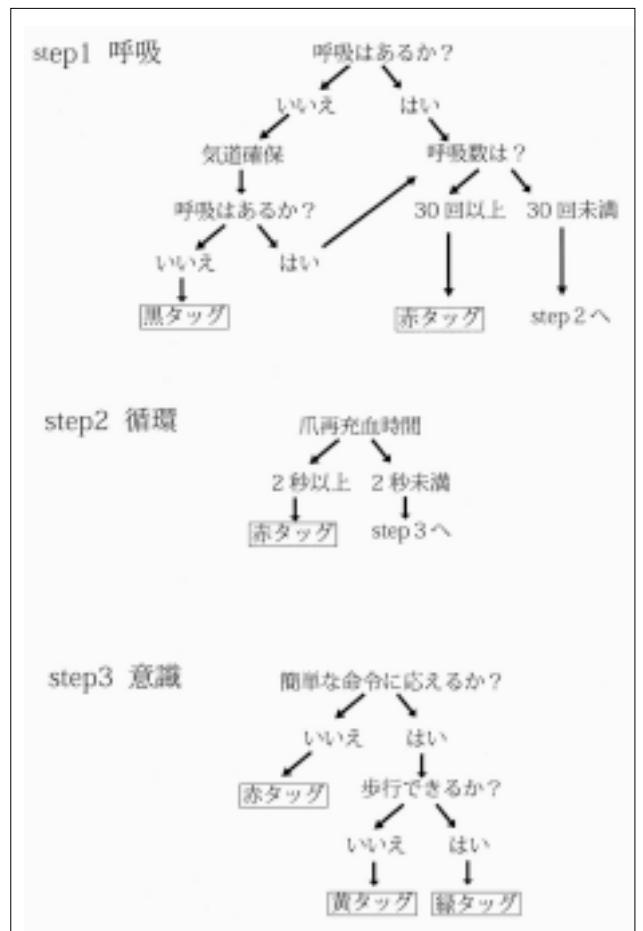 step1 呼吸
呼吸はあるか？
いいえ はい
気道確保 呼吸数は？
呼吸はあるか？ 30回以上 30回未満
いいえ はい
黒タッグ 赤タッグ step2へ
step2 循環
爪再充血時間
2秒以上 2秒未満
赤タッグ step3へ
step3 意識
簡単な命令に応えるか？
いいえ はい
赤タッグ 歩行できるか？
いいえ はい
黄タッグ 緑タッグ